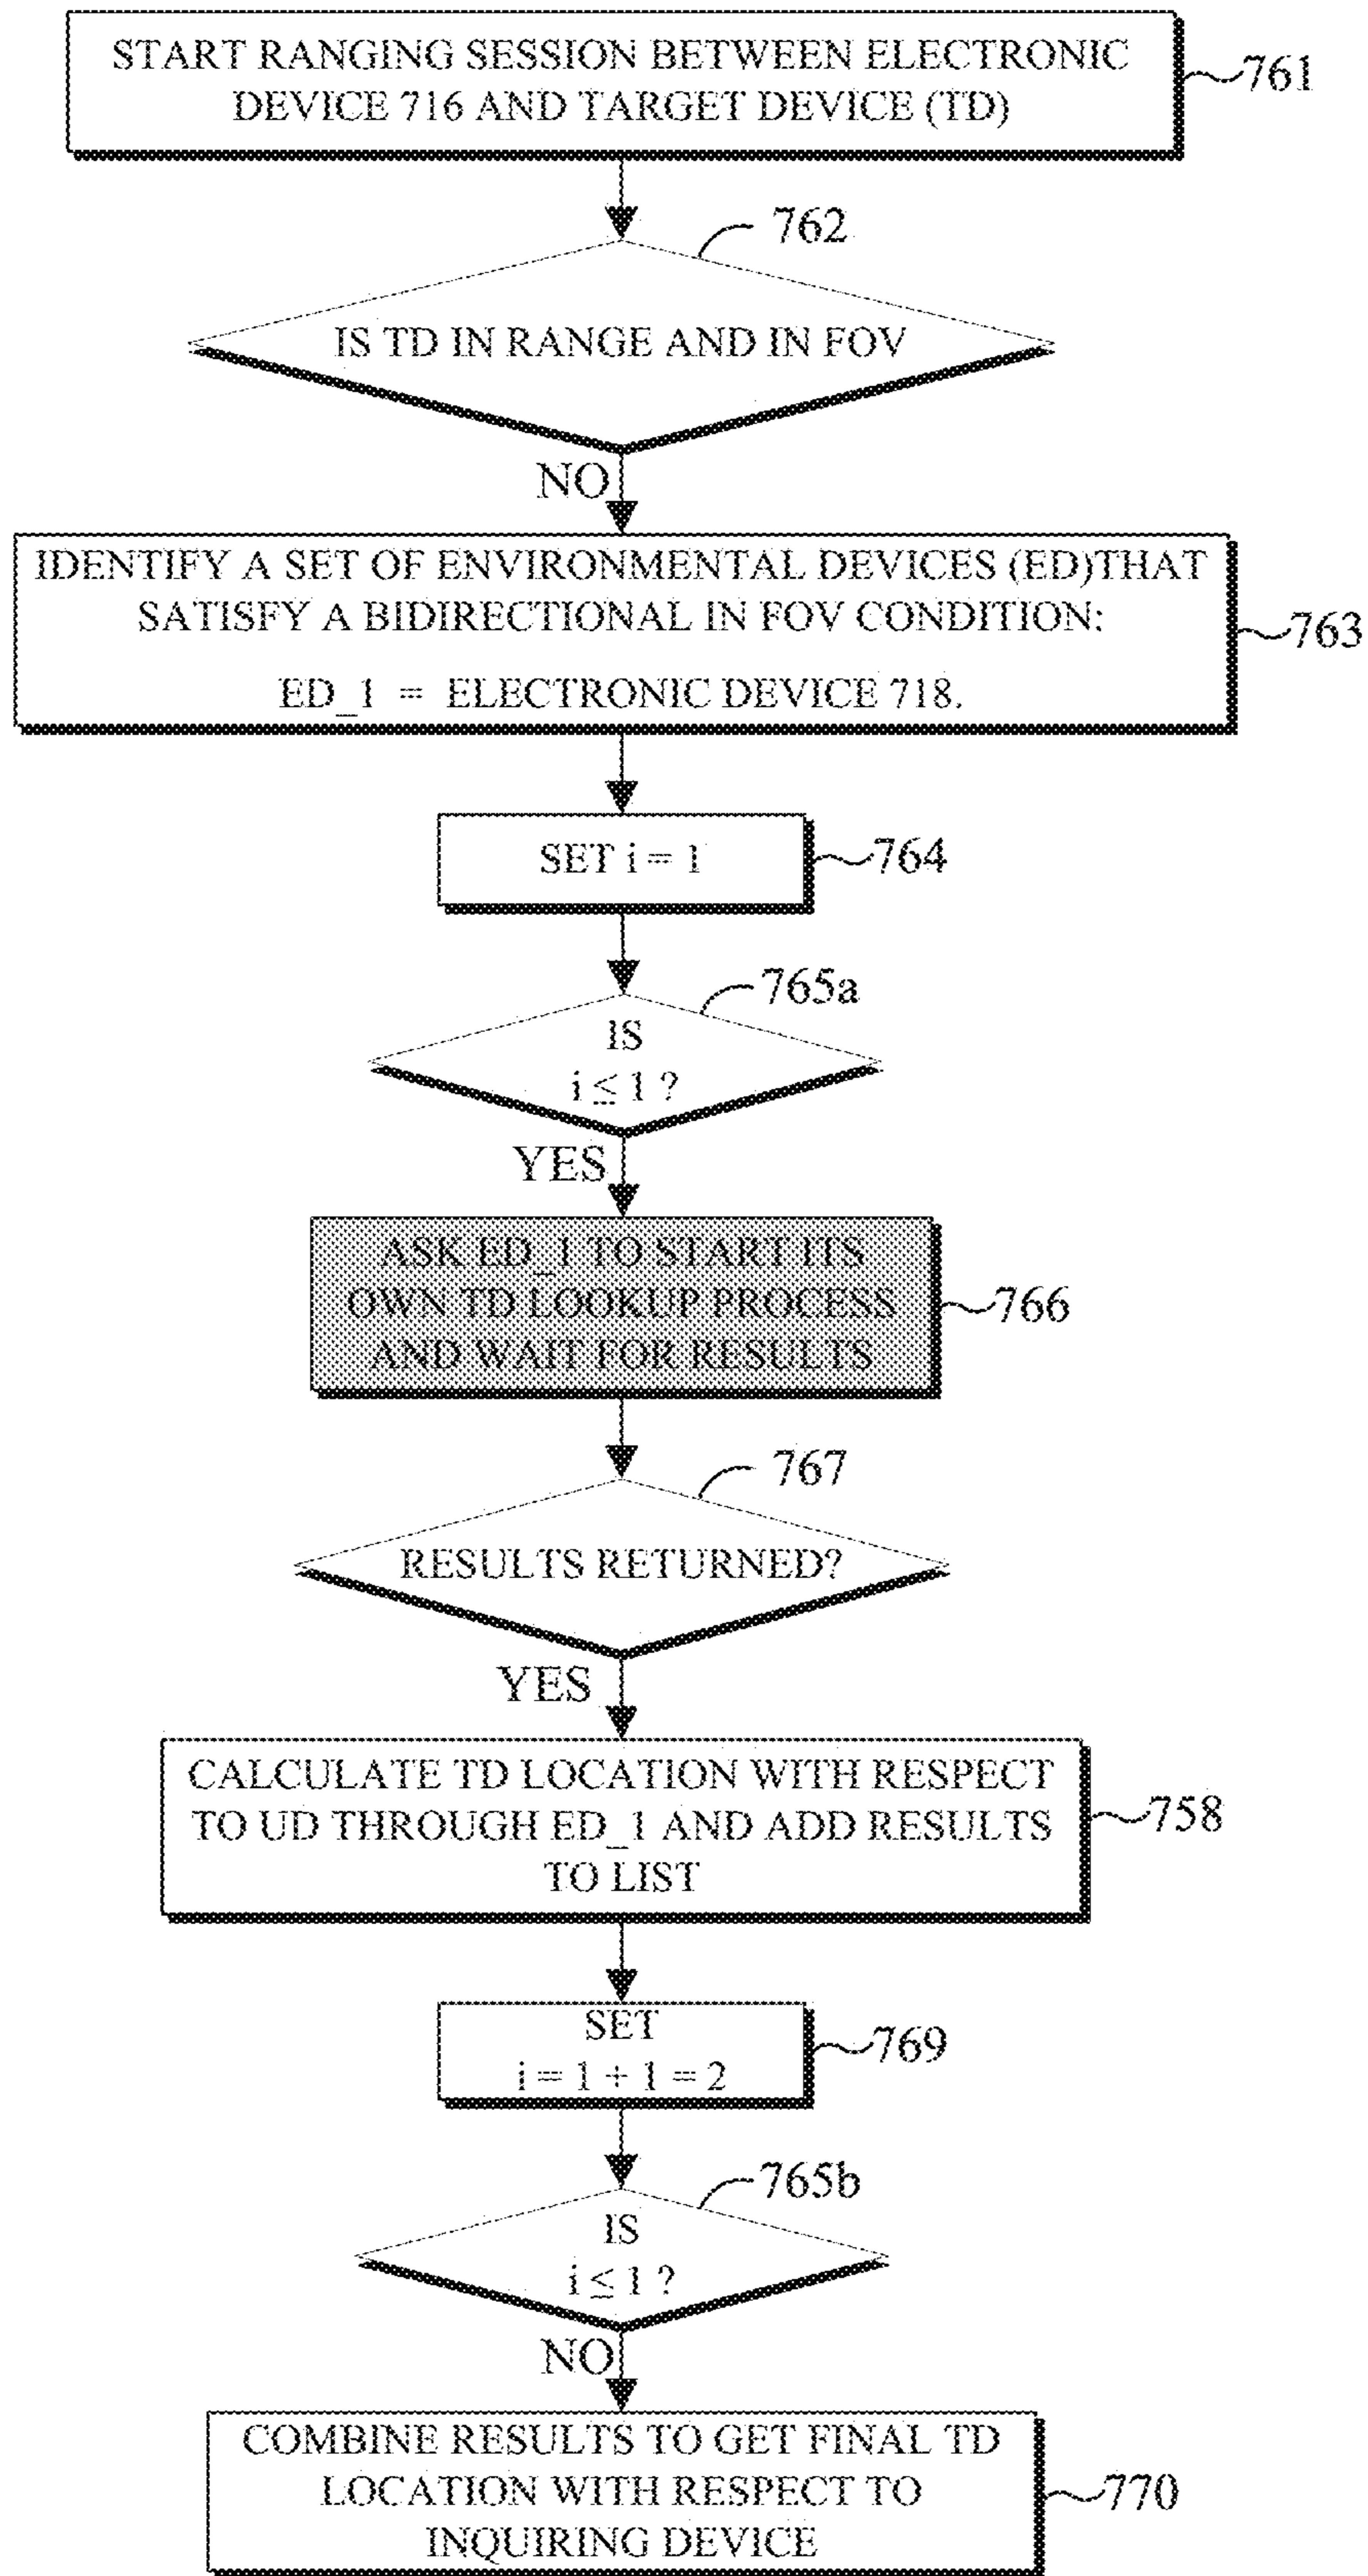 START RANGING SESSION BETWEEN ELECTRONIC
DEVICE 716 AND TARGET DEVICE (TD)
761
762
IS TD IN RANGE AND IN FOV
NO
IDENTIFY A SET OF ENVIRONMENTAL DEVICES (ED)THAT
SATISFY A BIDIRECTIONAL IN FOV CONDITION:
ED_1 = ELECTRONIC DEVICE 718.
763
SET i = 1
764
765a
IS
i ≤ 1 ?
YES
ASK ED_1 TO START ITS
OWN TD LOOKUP PROCESS
AND WAIT FOR RESULTS
766
767
RESULTS RETURNED?
YES
CALCULATE TD LOCATION WITH RESPECT
TO UD THROUGH ED_1 AND ADD RESULTS
TO LIST
758
SET
i = 1 + 1 = 2
769
765b
IS
i ≤ 1 ?
NO
COMBINE RESULTS TO GET FINAL TD
LOCATION WITH RESPECT TO
INQUIRING DEVICE
770